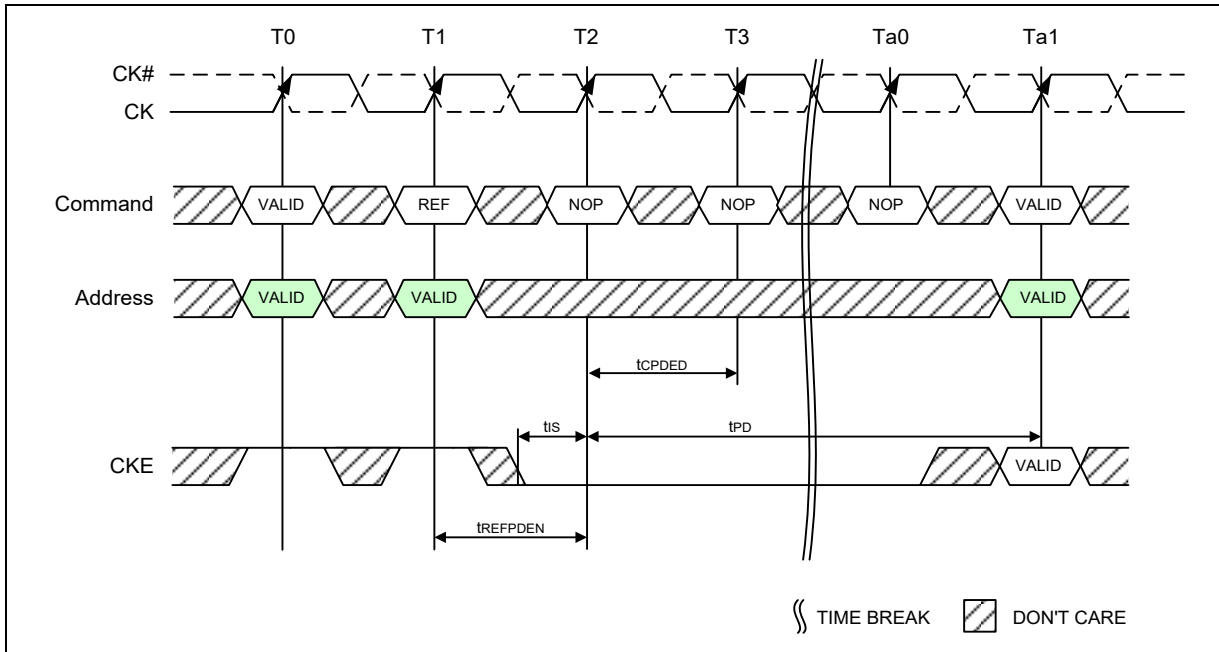 T0 T1 T2 T3 Ta0 Ta1
CK#
CK
Command VALID REF NOP NOP NOP VALID
Address VALID VALID VALID
tCPDED
tIS tPD
CKE VALID
tREFPDEN
TIME BREAK DON'T CARE